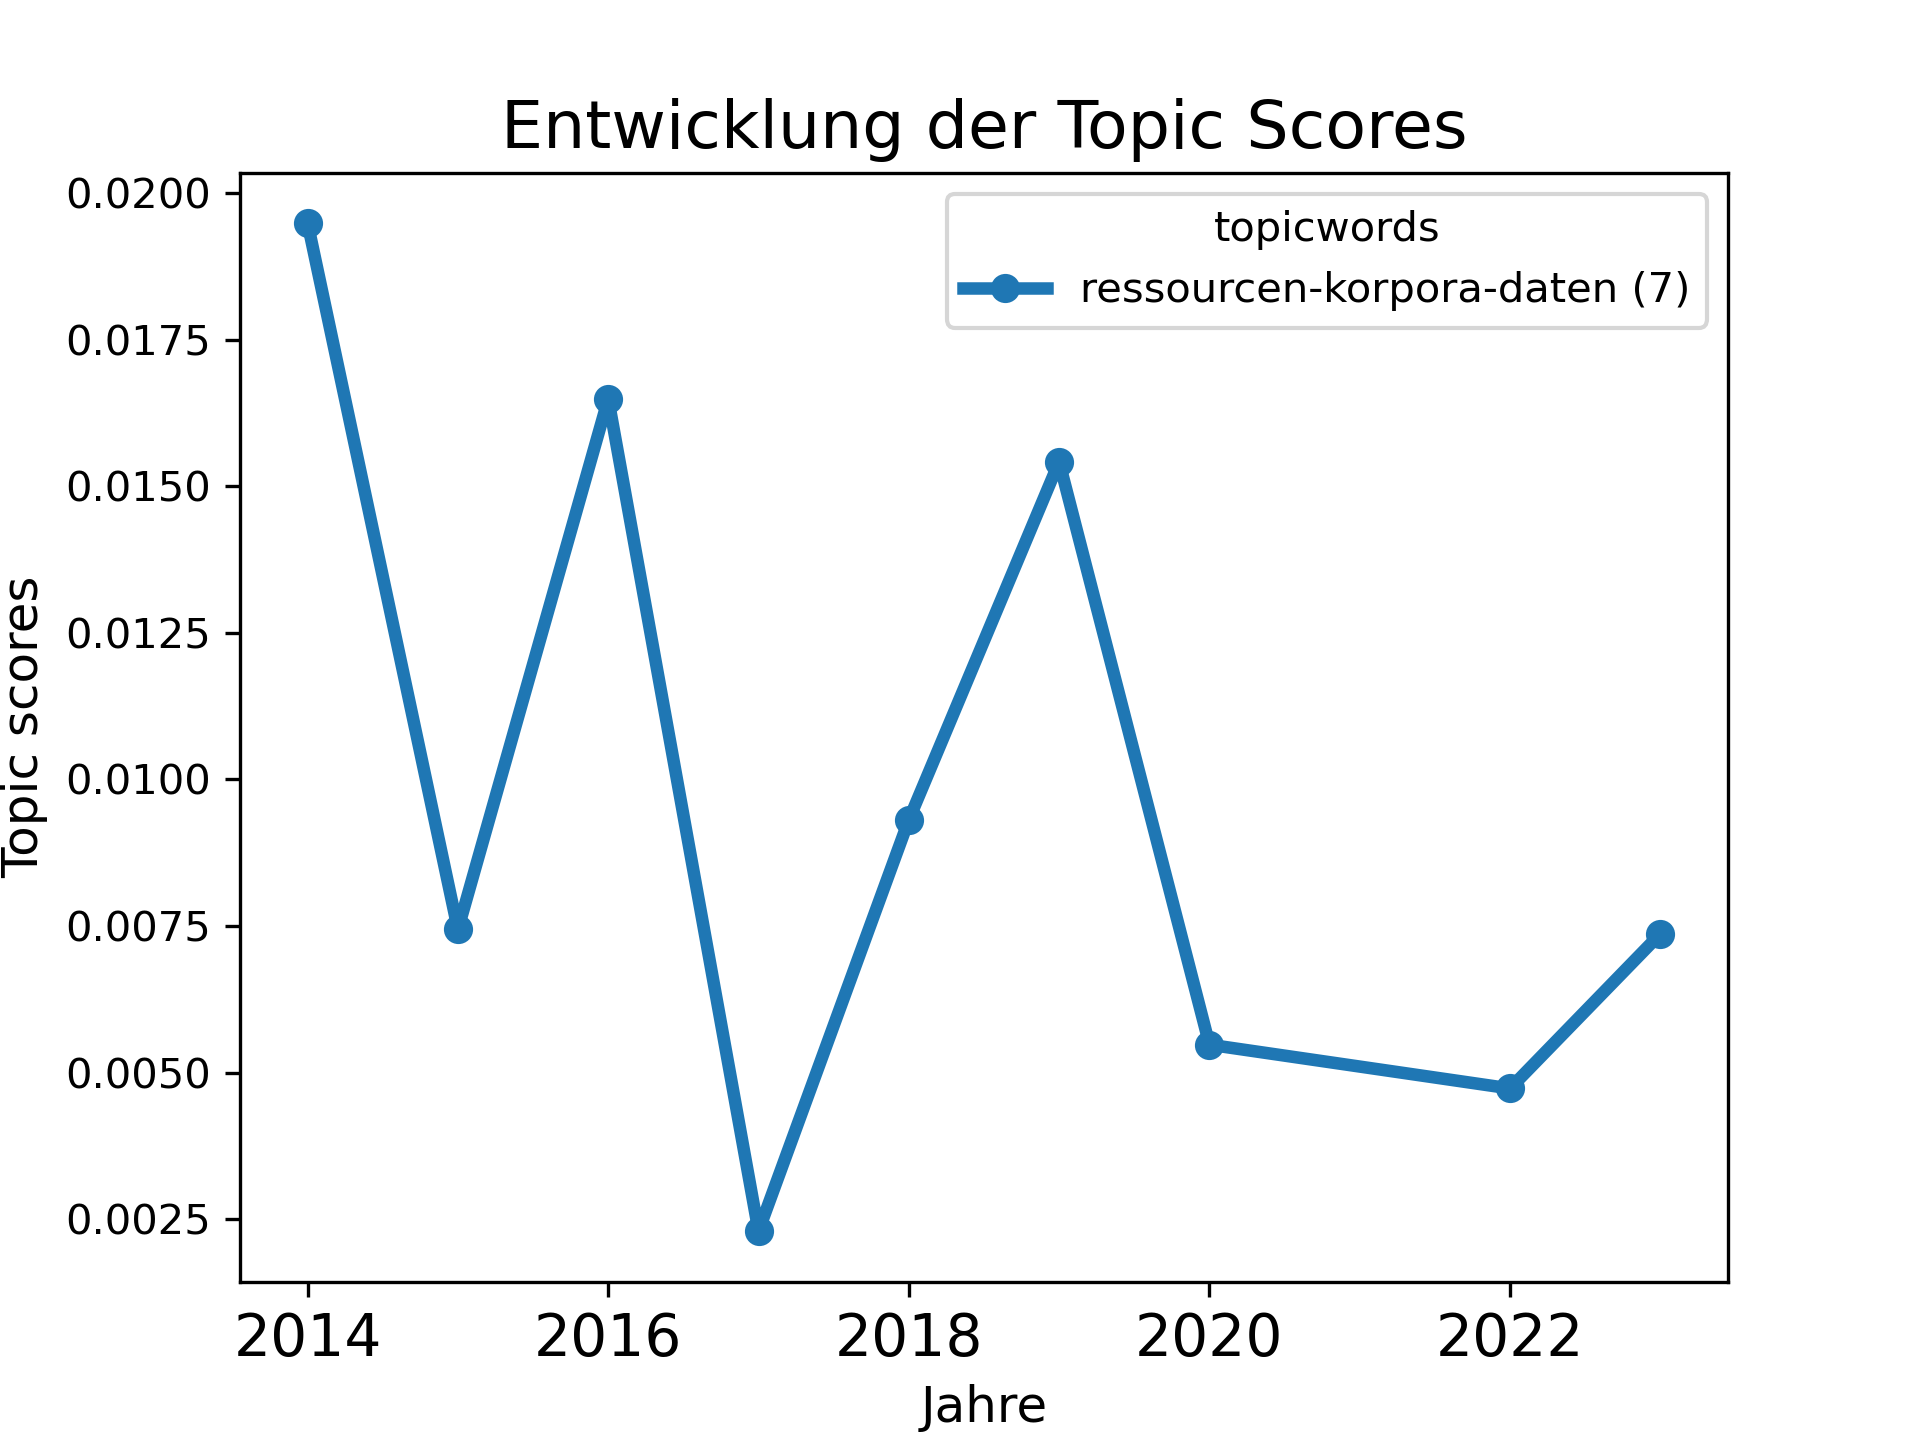 Entwicklung der Topic Scores
topicwords
ressourcen-korpora-daten (7)
Topic scores
0.0200
0.0175
0.0150
0.0125
0.0100
0.0075
0.0050
0.0025
2014 2016 2018 2020 2022
Jahre